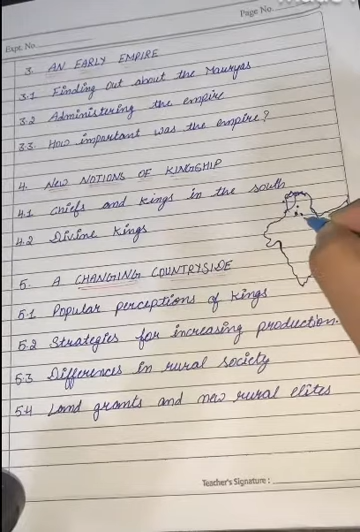 Page No.
Expt. No.
3. AN EARLY EMPIRE
3.1 Finding out about the Mauryas
3.2 Administering the empire
3.3 How important was the empire?
4. NEW NOTIONS OF KINGSHIP
4.1 Chiefs and kings in the south
4.2 Divine kings
5. A CHANGING COUNTRYSIDE
5.1 Popular perceptions of kings
5.2 Strategies for increasing production.
5.3 Differences in rural society
5.4 Land grants and new rural elites
Teacher's Signature :